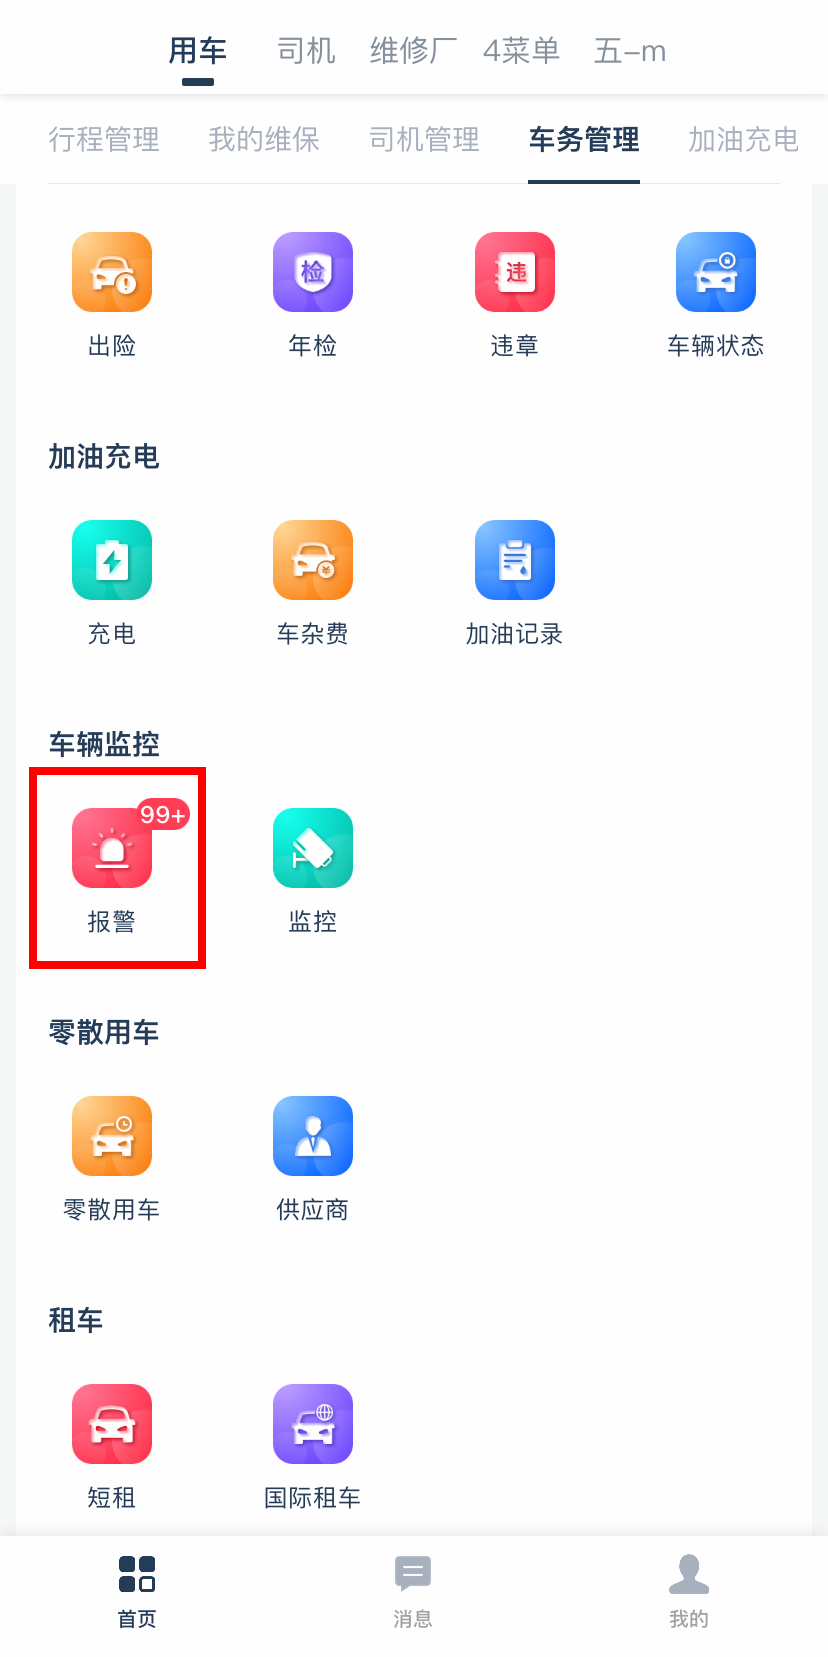 用车 司机 维修厂 4菜单 五–m
行程管理 我的维保 司机管理 车务管理 加油充电
检 违
出险 年检 违章 车辆状态
加油充电
¥
充电 车杂费 加油记录
车辆监控
99+
报警 监控
零散用车
零散用车 供应商
租车
短租 国际租车
首页 消息 我的